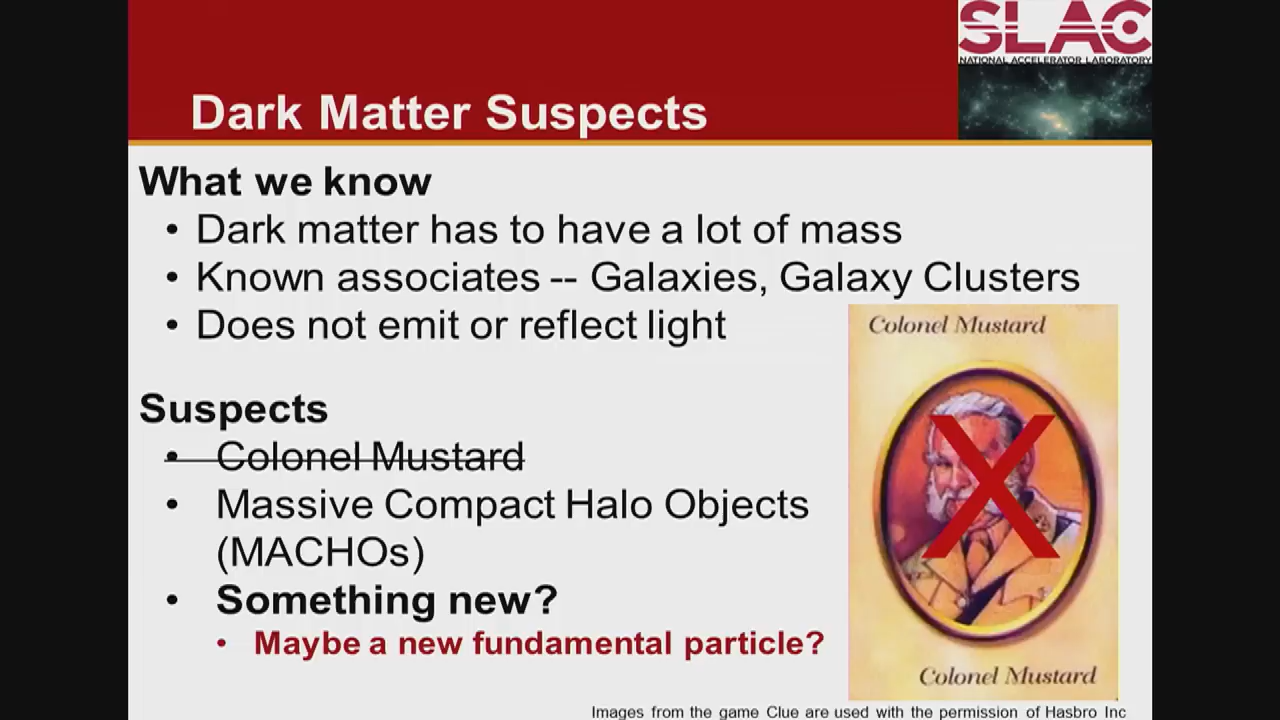 SLAC
NATIONAL ACCELERATOR LABORATORY
Dark Matter Suspects
What we know
• Dark matter has to have a lot of mass
• Known associates -- Galaxies, Galaxy Clusters
• Does not emit or reflect light
Suspects
• Colonel Mustard
• Massive Compact Halo Objects
(MACHOs)
• Something new?
• Maybe a new fundamental particle?
Colonel Mustard
X
Colonel Mustard
Images from the game Clue are used with the permission of Hasbro Inc